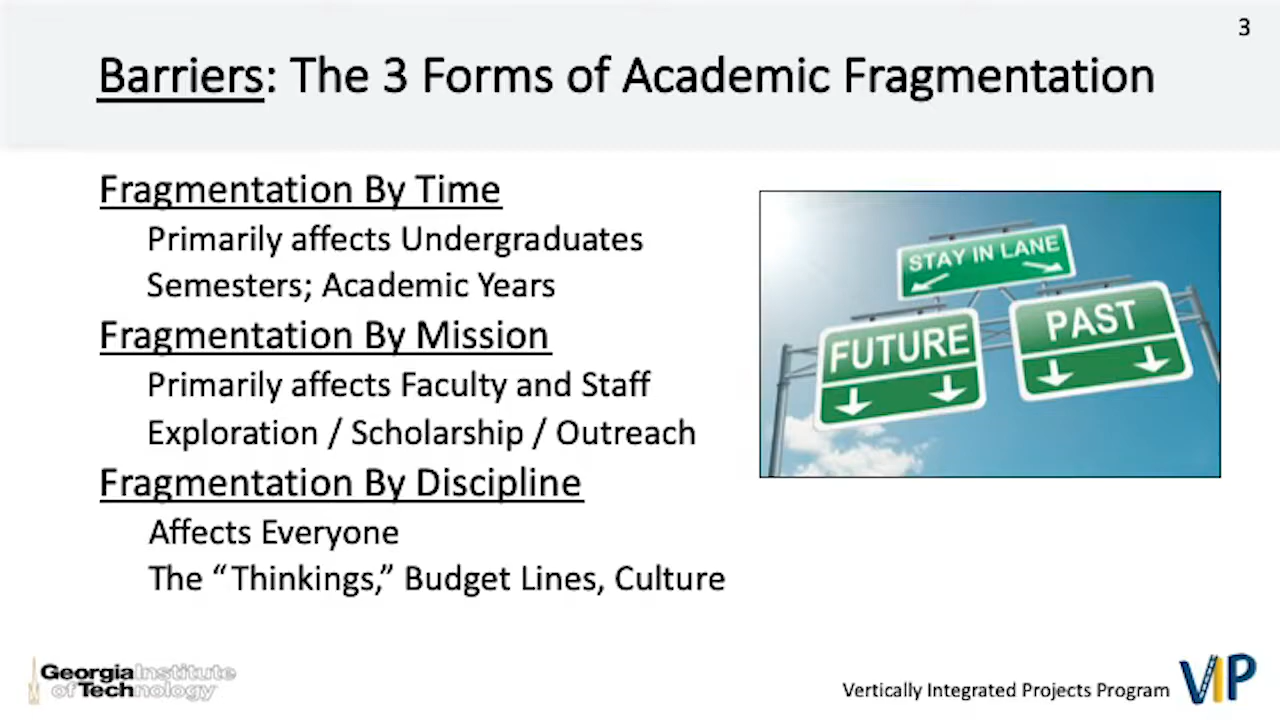 3
Barriers: The 3 Forms of Academic Fragmentation
Fragmentation By Time
Primarily affects Undergraduates
Semesters; Academic Years
Fragmentation By Mission
Primarily affects Faculty and Staff
Exploration / Scholarship / Outreach
Fragmentation By Discipline
Affects Everyone
The “Thinkings,” Budget Lines, Culture
STAY IN LANE
FUTURE
PAST
Georgia Institute
of Technology
Vertically Integrated Projects Program
VIP